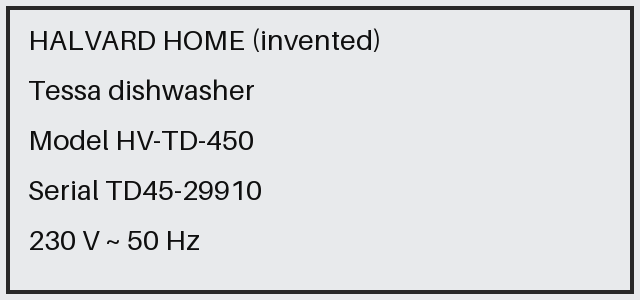 HALVARD HOME (invented)
Tessa dishwasher
Model HV-TD-450
Serial TD45-29910
230 V ~ 50 Hz